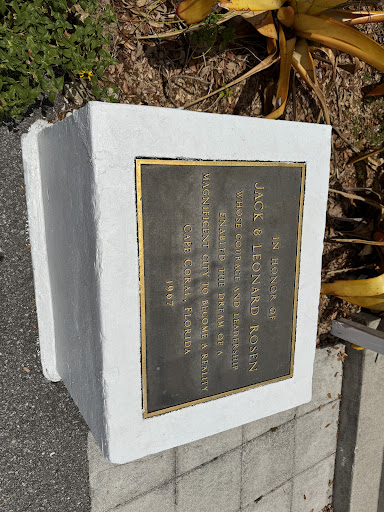 IN HONOR OF
JACK & LEONARD ROSEN
WHOSE COURAGE AND LEADERSHIP
ENABLED THE DREAM OF A
MAGNIFICENT CITY TO BECOME A REALITY
CAPE CORAL, FLORIDA
1967